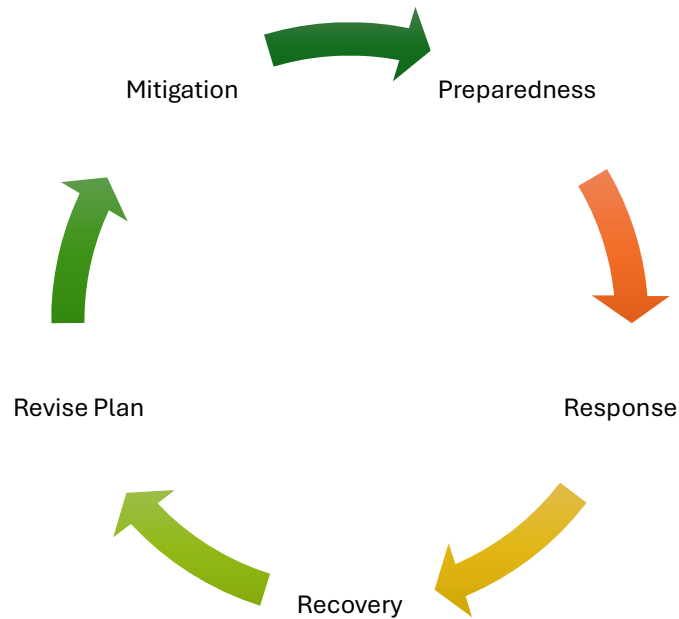 Mitigation
Preparedness
Response
Recovery
Revise Plan